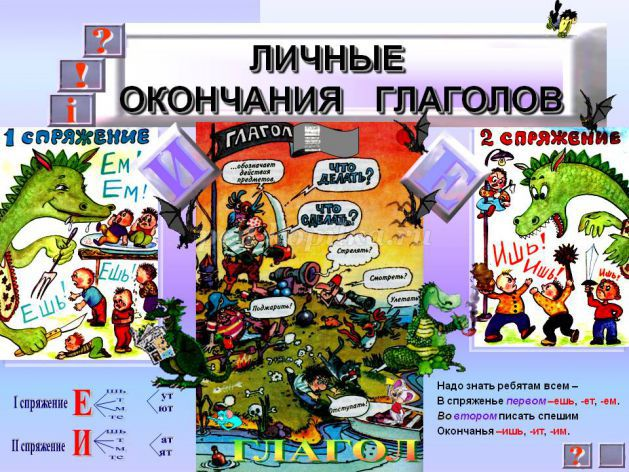 ?
!
i
ЛИЧНЫЕ
ОКОНЧАНИЯ ГЛАГОЛОВ
1 СПРЯЖЕНИЕ
Ем!
Ем!
Ешь!
Ешь!
И
ГЛАГОЛ
...обозначает
действия
предметов.
ЧТО
ДЕЛАТЬ?
ЧТО
СДЕЛАТЬ?
Стрелять?
Смотреть?
Поджарить!
Улетать!
Отступать!
ГЛАГОЛ
Е
2 СПРЯЖЕНИЕ
ИШЬ!
Ишь!
Ишь!
I спряжение Е
шь
т
м
те
ут
ют
II спряжение И
шь
т
м
те
ат
ят
Надо знать ребятам всем –
В спряженье первом –ешь, -ет, -ем.
Во втором писать спешим
Окончанья –ишь, -ит, -им.
?